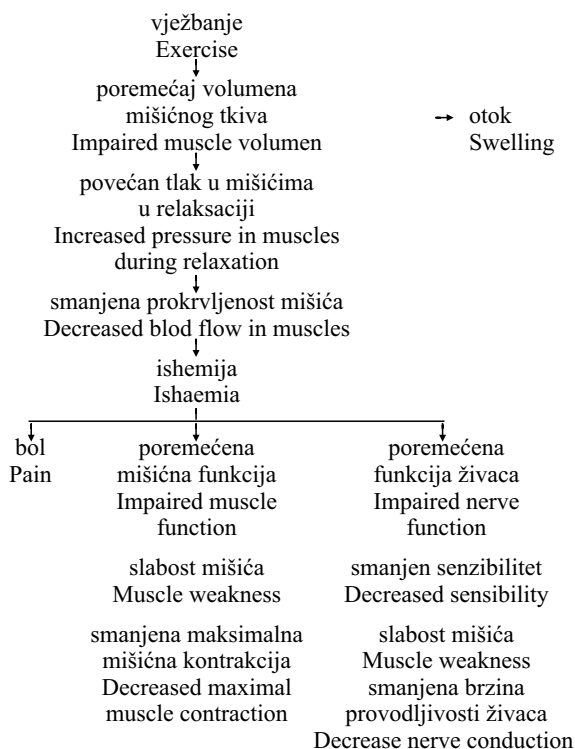 vježbanje
Exercise
poremećaj volumena
mišićnog tkiva
Impaired muscle volumen
otok
Swelling
povećan tlak u mišićima
u relaksaciji
Increased pressure in muscles
during relaxation
smanjena prokrvljenost mišića
Decreased blod flow in muscles
ishemija
Ishaemia
bol
Pain
poremećena
mišićna funkcija
Impaired muscle
function
slabost mišića
Muscle weakness
smanjena maksimalna
mišićna kontrakcija
Decreased maximal
muscle contraction
poremećena
funkcija živaca
Impaired nerve
function
smanjen senzibilitet
Decreased sensibility
slabost mišića
Muscle weakness
smanjena brzina
provodljivosti živaca
Decrease nerve conduction